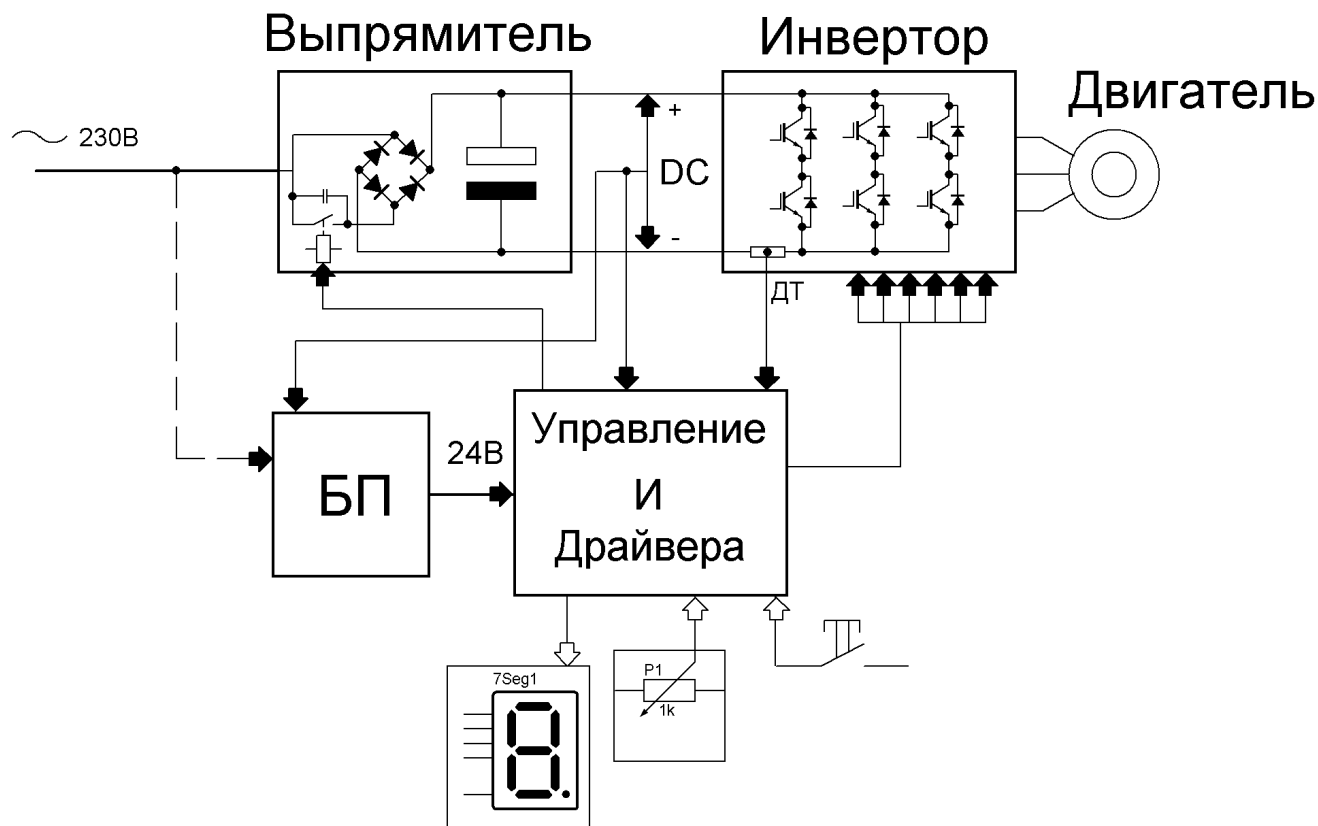 Выпрямитель
Инвертор
Двигатель
230В
+
DC
-
ДТ
24В
БП
Управление
И
Драйвера
7Seg1
P1
1k